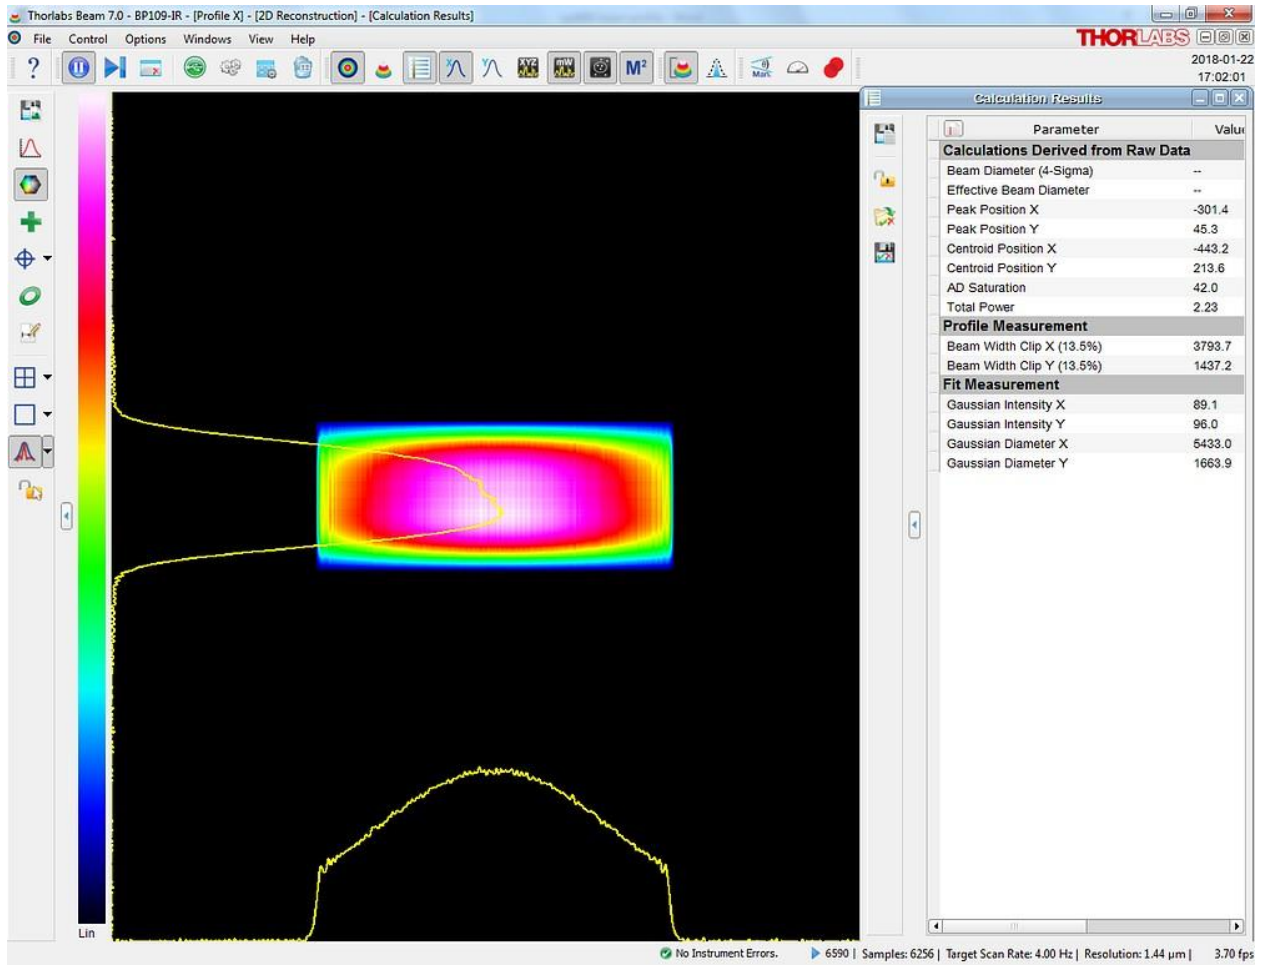 Thorlabs Beam 7.0 - BP109-IR - [Profile X] - [2D Reconstruction] - [Calculation Results]
File Control Options Windows View Help
THORLABS
2018-01-22
17:02:01
? XYZ mW M² Mark
Calculation Results
Parameter Valu
Calculations Derived from Raw Data
Beam Diameter (4-Sigma) --
Effective Beam Diameter --
Peak Position X -301.4
Peak Position Y 45.3
Centroid Position X -443.2
Centroid Position Y 213.6
AD Saturation 42.0
Total Power 2.23
Profile Measurement
Beam Width Clip X (13.5%) 3793.7
Beam Width Clip Y (13.5%) 1437.2
Fit Measurement
Gaussian Intensity X 89.1
Gaussian Intensity Y 96.0
Gaussian Diameter X 5433.0
Gaussian Diameter Y 1663.9
Lin
No Instrument Errors. 6590 | Samples: 6256 | Target Scan Rate: 4.00 Hz | Resolution: 1.44 µm | 3.70 fps